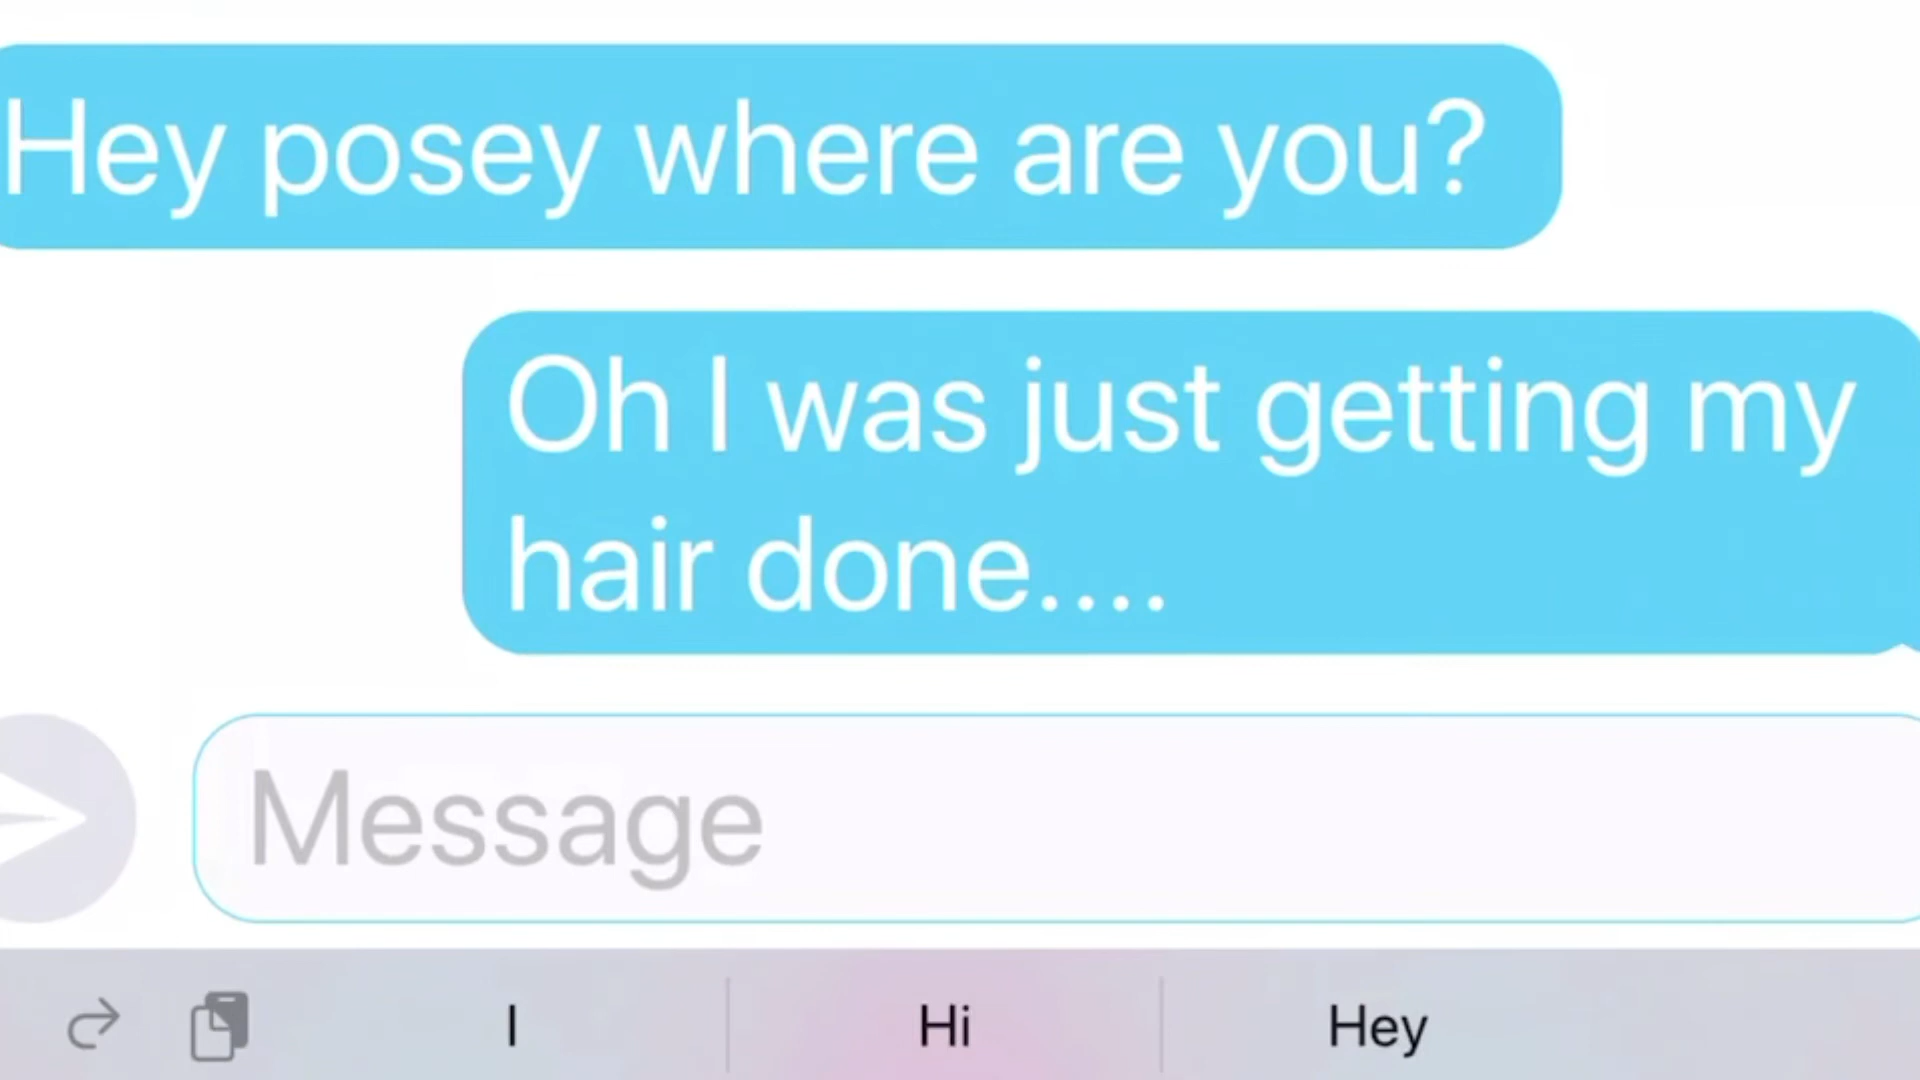 Hey posey where are you?
Oh I was just getting my
hair done....
Message
I
Hi
Hey